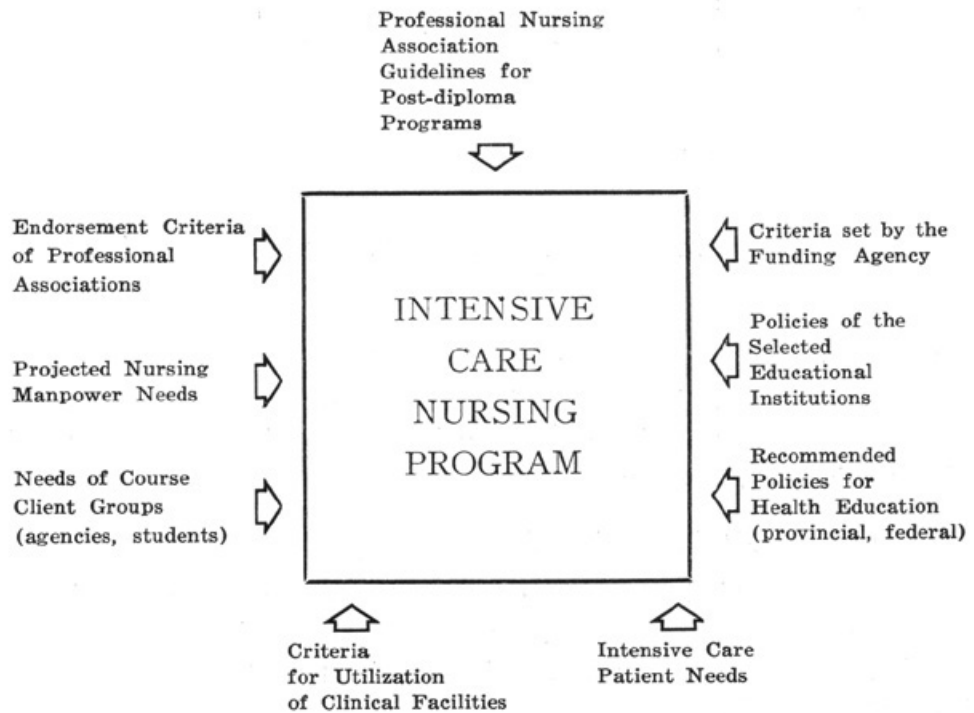 Professional Nursing
Association
Guidelines for
Post-diploma
Programs
Endorsement Criteria
of Professional
Associations
Projected Nursing
Manpower Needs
Needs of Course
Client Groups
(agencies, students)
INTENSIVE
CARE
NURSING
PROGRAM
Criteria set by the
Funding Agency
Policies of the
Selected
Educational
Institutions
Recommended
Policies for
Health Education
(provincial, federal)
Criteria
for Utilization
of Clinical Facilities
Intensive Care
Patient Needs